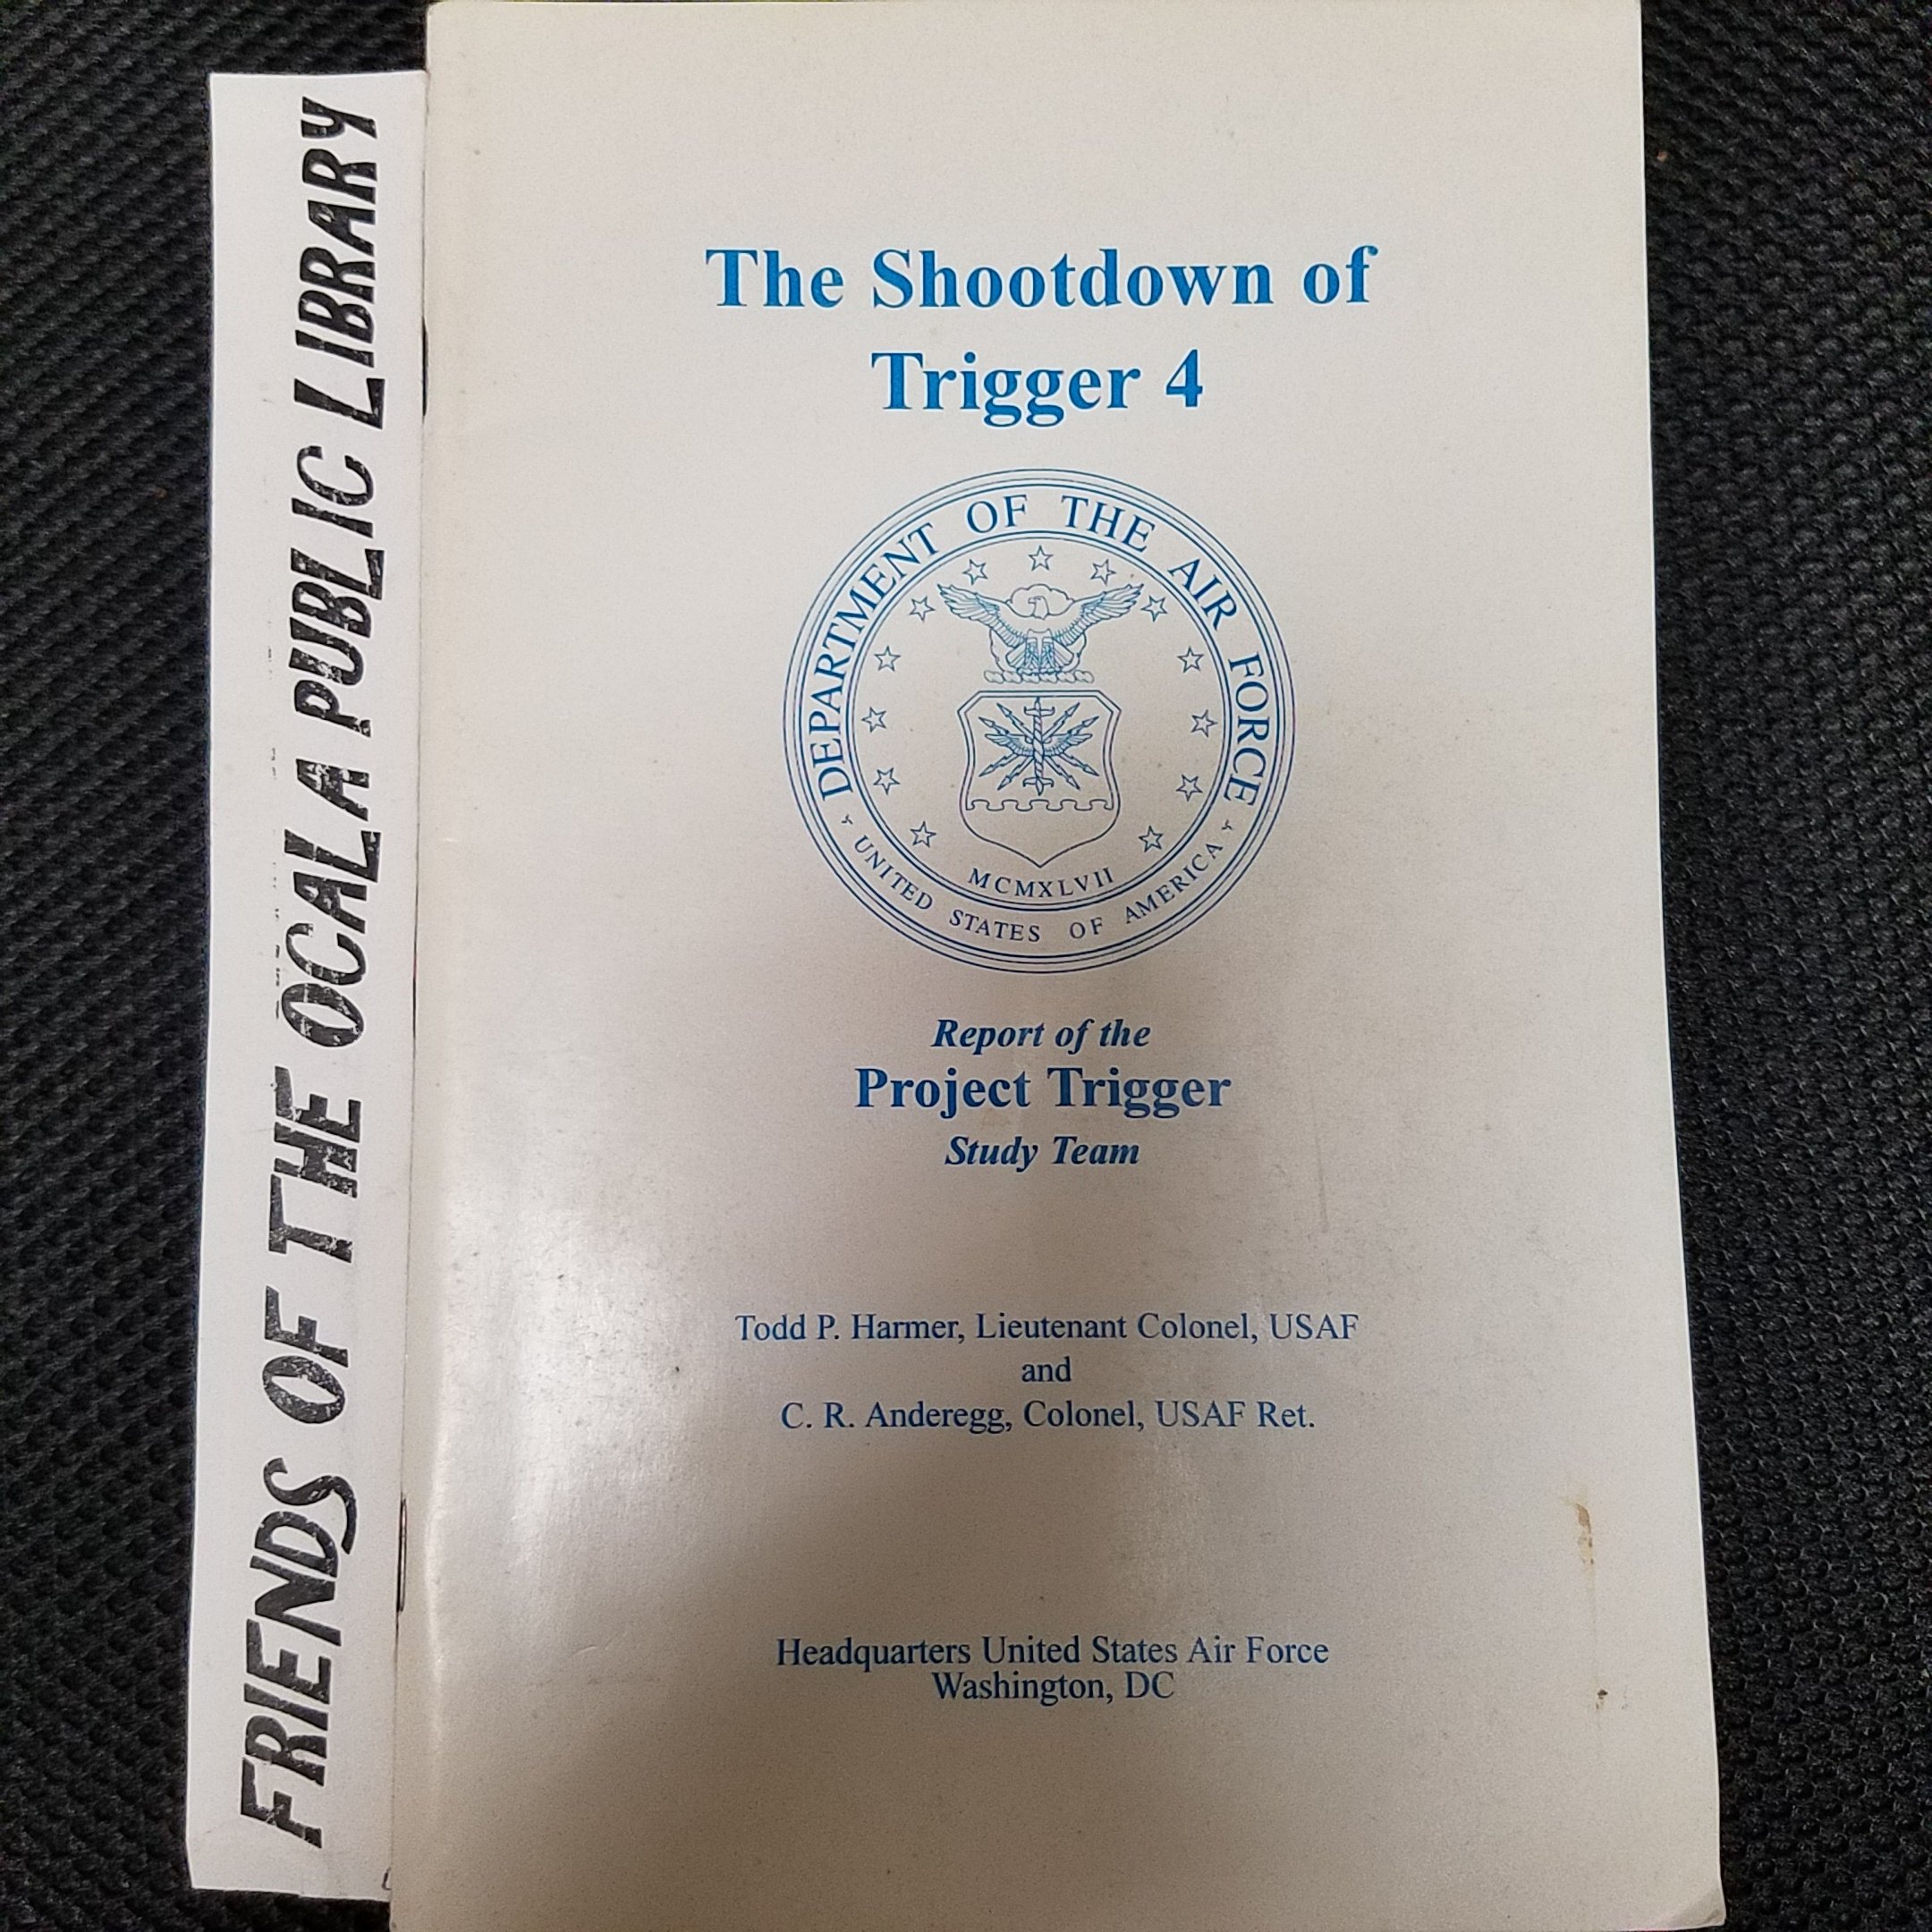 FRIENDS OF THE OCALA PUBLIC LIBRARY
The Shootdown of
Trigger 4
DEPARTMENT OF THE AIR FORCE
MCMXLVII
UNITED STATES OF AMERICA
Report of the
Project Trigger
Study Team
Todd P. Harmer, Lieutenant Colonel, USAF
and
C. R. Anderegg, Colonel, USAF Ret.
Headquarters United States Air Force
Washington, DC